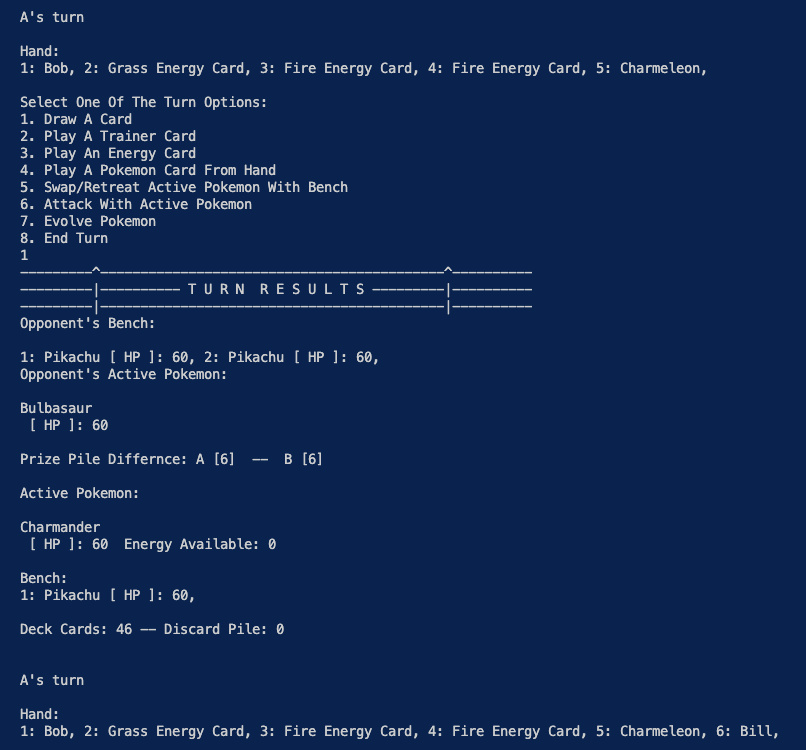 A's turn
Hand:
1: Bob, 2: Grass Energy Card, 3: Fire Energy Card, 4: Fire Energy Card, 5: Charmeleon,
Select One Of The Turn Options:
1. Draw A Card
2. Play A Trainer Card
3. Play An Energy Card
4. Play A Pokemon Card From Hand
5. Swap/Retreat Active Pokemon With Bench
6. Attack With Active Pokemon
7. Evolve Pokemon
8. End Turn
1
—————————^———————————————————————————————————————————^——————————
—————————|—————————— T U R N  R E S U L T S —————————|——————————
—————————|———————————————————————————————————————————|——————————
Opponent's Bench:
1: Pikachu [ HP ]: 60, 2: Pikachu [ HP ]: 60,
Opponent's Active Pokemon:
Bulbasaur
[ HP ]: 60
Prize Pile Differnce: A [6]  ——  B [6]
Active Pokemon:
Charmander
[ HP ]: 60  Energy Available: 0
Bench:
1: Pikachu [ HP ]: 60,
Deck Cards: 46 —— Discard Pile: 0
A's turn
Hand:
1: Bob, 2: Grass Energy Card, 3: Fire Energy Card, 4: Fire Energy Card, 5: Charmeleon, 6: Bill,